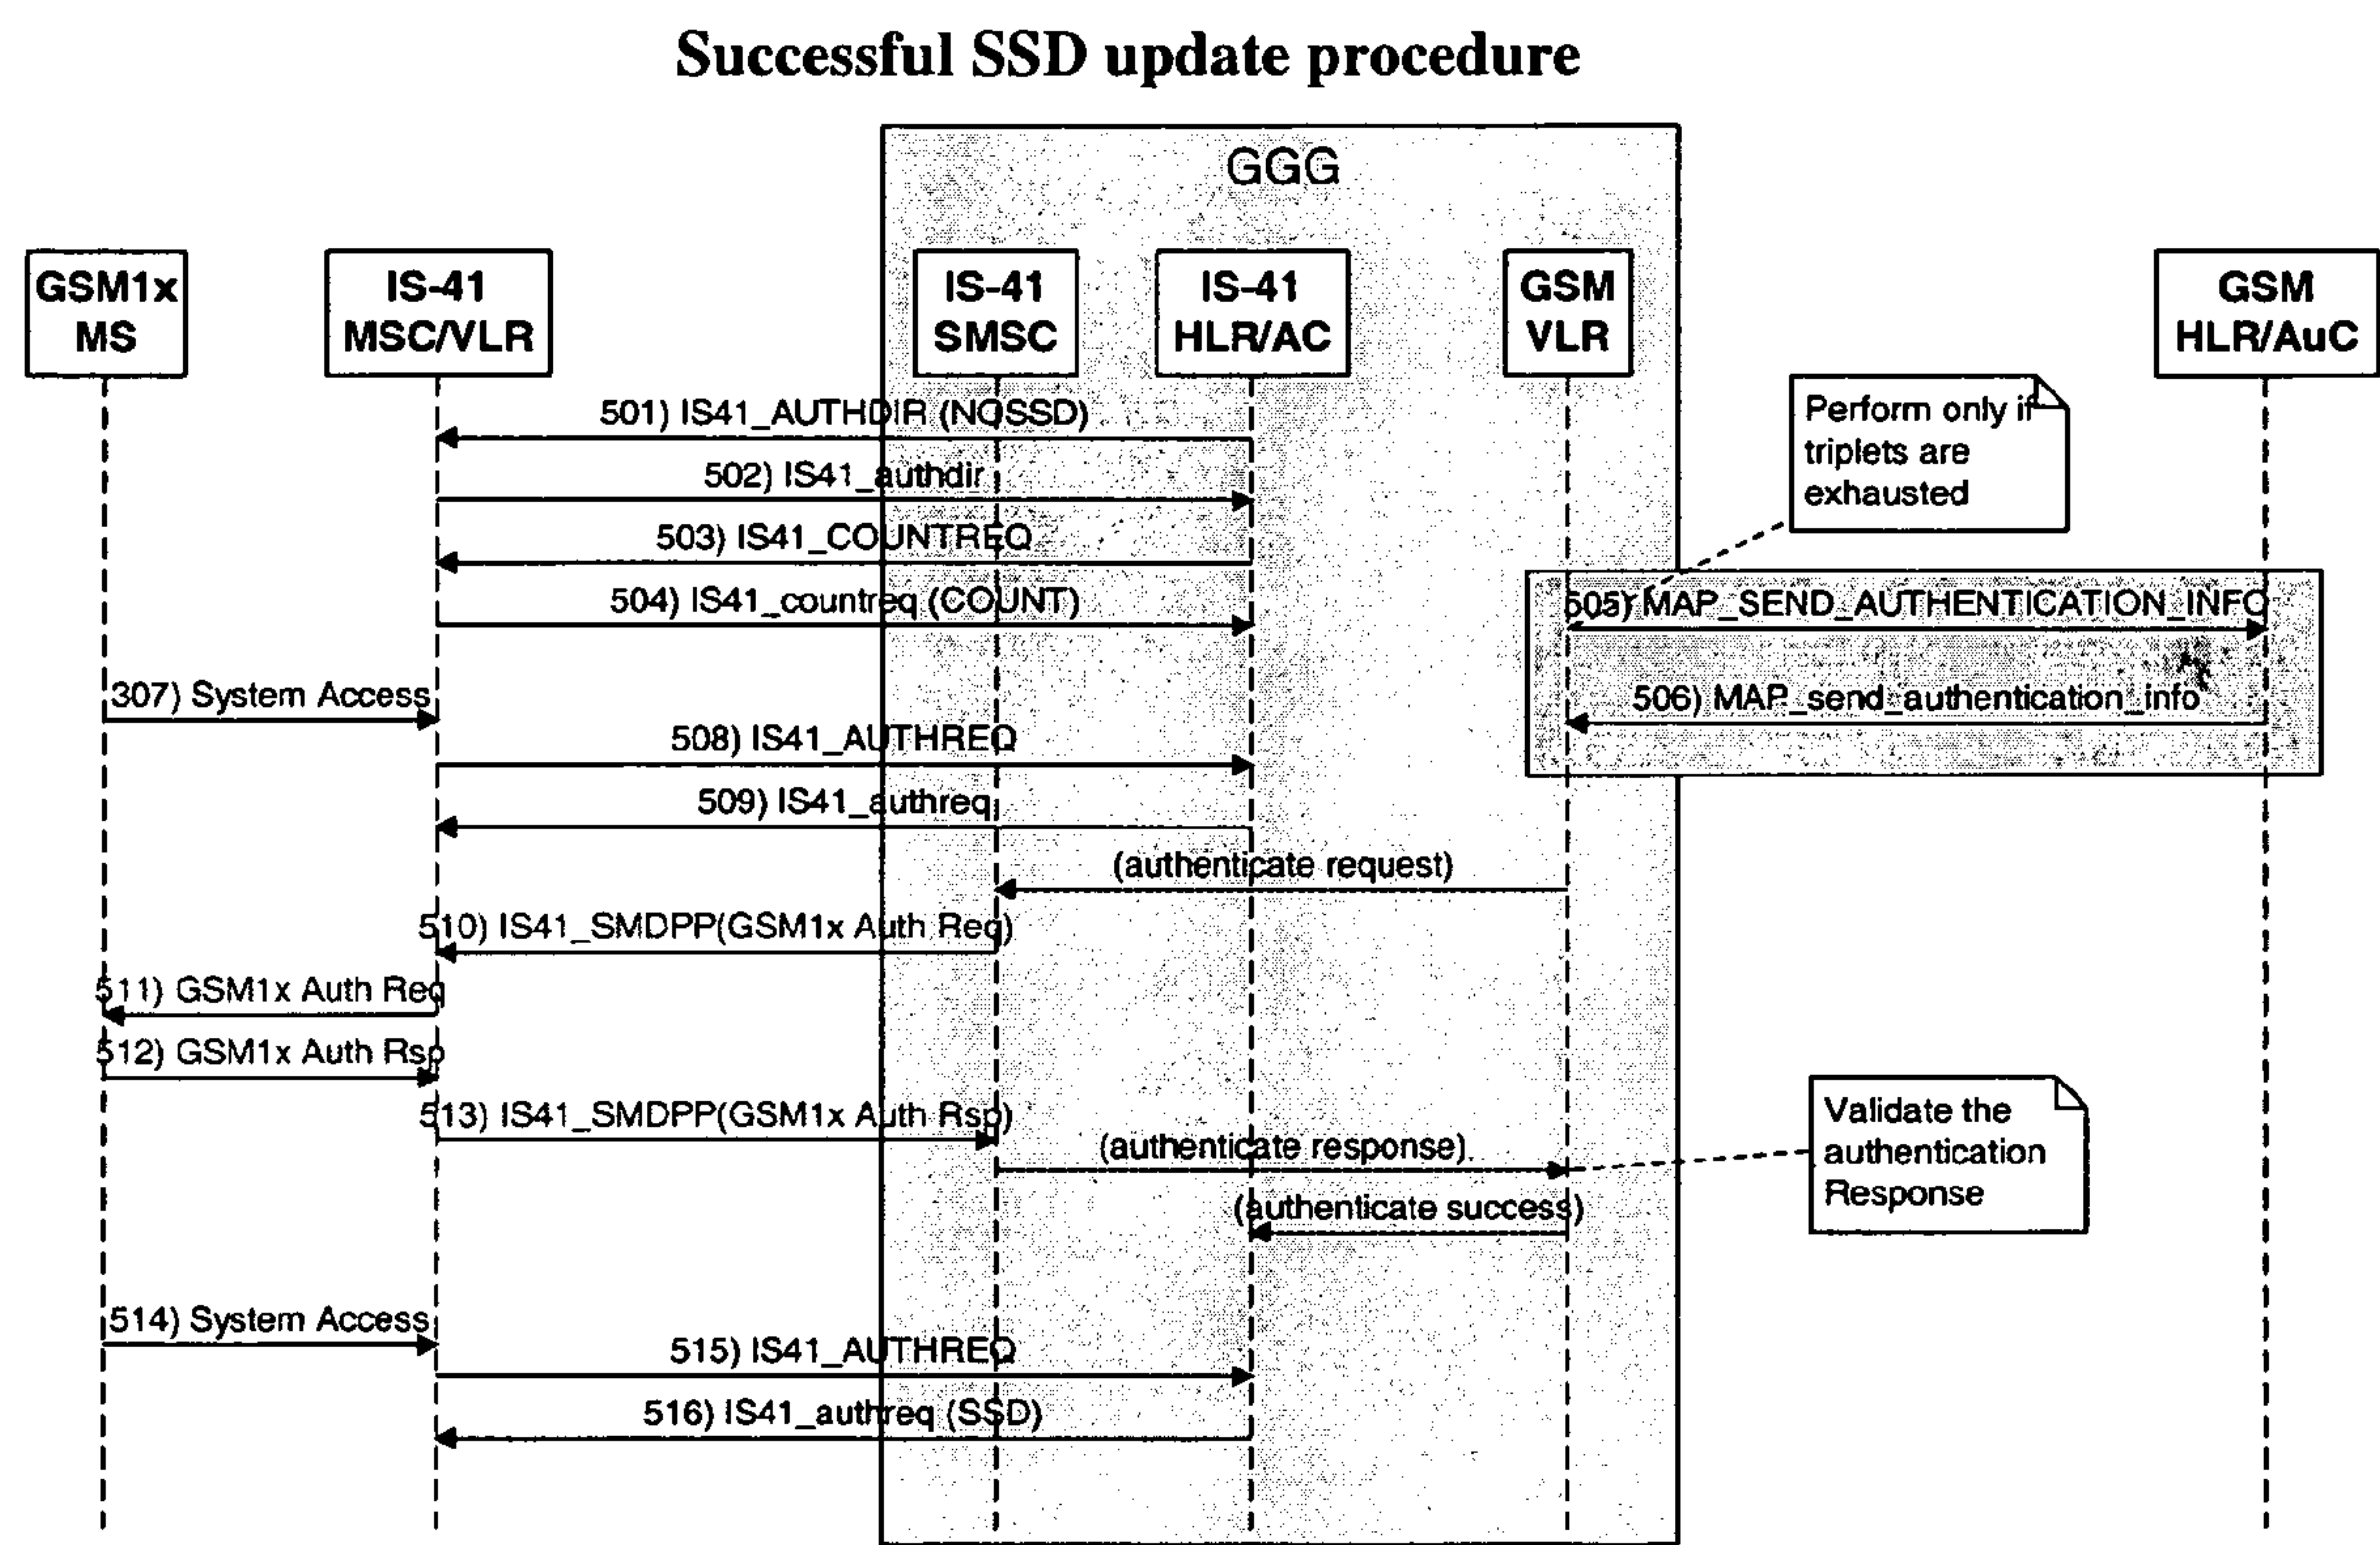 Successful SSD update procedure
GGG
GSM1x
MS
IS-41
MSC/VLR
IS-41
SMSC
IS-41
HLR/AC
GSM
VLR
GSM
HLR/AuC
501) IS41_AUTHDIR (NOSSD)
Perform only if
triplets are
exhausted
502) IS41_authdir
503) IS41_COUNTREQ
504) IS41_countreq (COUNT)
505) MAP_SEND_AUTHENTICATION_INFO
307) System Access
506) MAP_send_authentication_info
508) IS41_AUTHREQ
509) IS41_authreq
(authenticate request)
510) IS41_SMDPP(GSM1x Auth Req)
511) GSM1x Auth Req
512) GSM1x Auth Rsp
513) IS41_SMDPP(GSM1x Auth Rsp)
(authenticate response)
Validate the
authentication
Response
(authenticate success)
514) System Access
515) IS41_AUTHREQ
516) IS41_authreq (SSD)